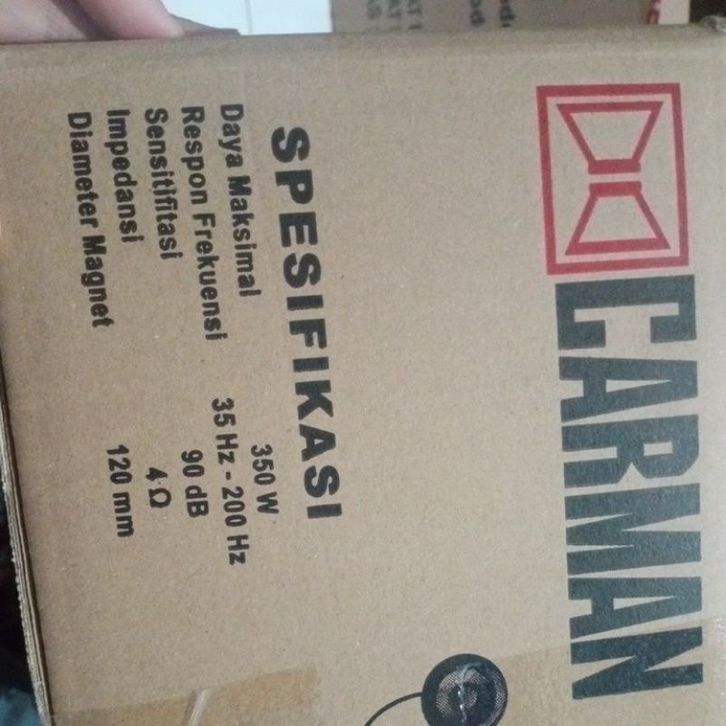 CARMAN
SPESIFIKASI
Daya Maksimal 350 W
Respon Frekuensi 35 Hz - 200 Hz
Sensitifitasi 90 dB
Impedansi 4 Ω
Diameter Magnet 120 mm